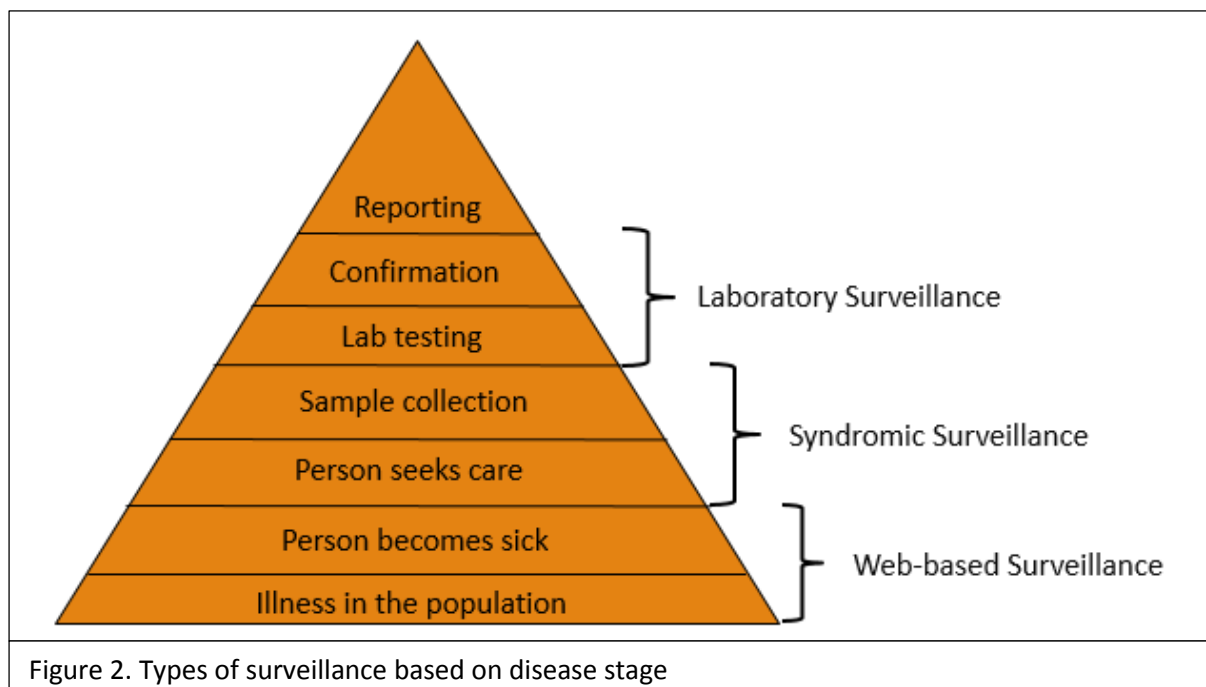 Reporting
Confirmation
Laboratory Surveillance
Lab testing
Sample collection
Syndromic Surveillance
Person seeks care
Person becomes sick
Web-based Surveillance
Illness in the population
Figure 2. Types of surveillance based on disease stage